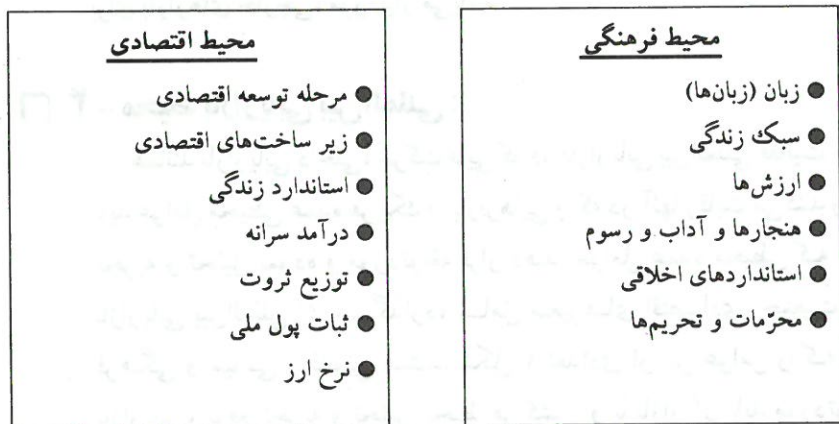 محیط فرهنگی
● زبان (زبان‌ها)
● سبک زندگی
● ارزش‌ها
● هنجارها و آداب و رسوم
● استانداردهای اخلاقی
● محرّمات و تحریم‌ها
محیط اقتصادی
● مرحله توسعه اقتصادی
● زیر ساخت‌های اقتصادی
● استاندارد زندگی
● درآمد سرانه
● توزیع ثروت
● ثبات پول ملی
● نرخ ارز